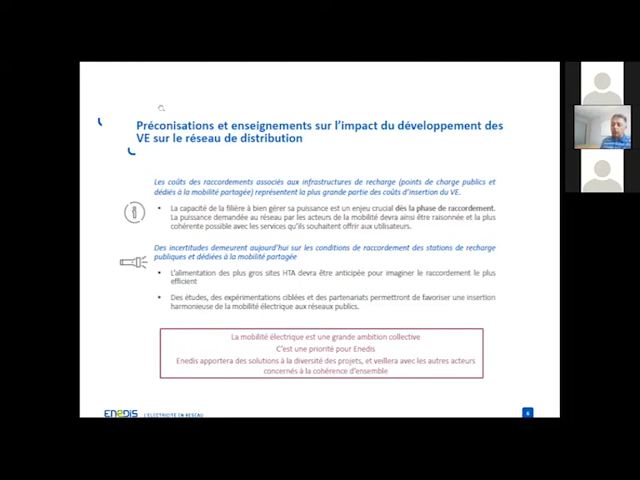 Préconisations et enseignements sur l'impact du développement des
VE sur le réseau de distribution
Les coûts des raccordements associés aux infrastructures de recharge (points de charge publics et
dédiés à la mobilité partagée) représentent la plus grande partie des coûts d'insertion du VE.
▪ La capacité de la filière à bien gérer sa puissance est un enjeu crucial dès la phase de raccordement.
La puissance demandée au réseau par les acteurs de la mobilité devra ainsi être raisonnée et la plus
cohérente possible avec les services qu'ils souhaitent offrir aux utilisateurs.
Des incertitudes demeurent aujourd'hui sur les conditions de raccordement des stations de recharge
publiques et dédiées à la mobilité partagée
▪ L'alimentation des plus gros sites HTA devra être anticipée pour imaginer le raccordement le plus
efficient
▪ Des études, des expérimentations ciblées et des partenariats permettront de favoriser une insertion
harmonieuse de la mobilité électrique aux réseaux publics.
La mobilité électrique est une grande ambition collective
C'est une priorité pour Enedis
Enedis apportera des solutions à la diversité des projets, et veillera avec les autres acteurs
concernés à la cohérence d'ensemble
ENEDIS L'ELECTRICITE EN RESEAU
6